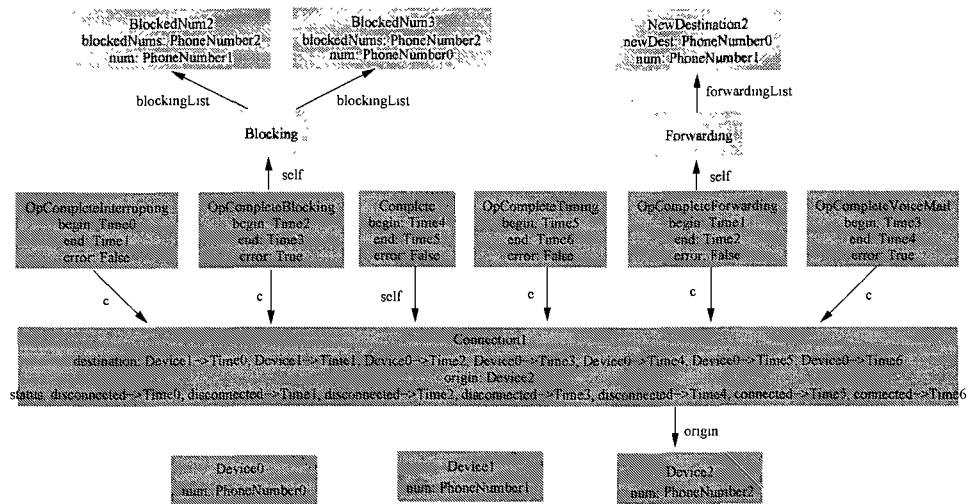 BlockedNum2
blockedNums: PhoneNumber2
num: PhoneNumber1
BlockedNum3
blockedNums: PhoneNumber2
num: PhoneNumber0
NewDestination2
newDest: PhoneNumber0
num: PhoneNumber1
blockingList
blockingList
forwardingList
Blocking
Forwarding
self
self
OpCompleteInterrupting
begin: Time0
end: Time1
error: False
OpCompleteBlocking
begin: Time2
end: Time3
error: True
Complete
begin: Time4
end: Time5
error: False
OpCompleteTiming
begin: Time5
end: Time6
error: False
OpCompleteForwarding
begin: Time1
end: Time2
error: False
OpCompleteVoiceMail
begin: Time3
end: Time4
error: True
c
c
self
c
c
c
Connection1
destination: Device1->Time0, Device1->Time1, Device0->Time2, Device0->Time3, Device0->Time4, Device0->Time5, Device0->Time6
origin: Device2
status: disconnected->Time0, disconnected->Time1, disconnected->Time2, disconnected->Time3, disconnected->Time4, connected->Time5, connected->Time6
origin
Device0
num: PhoneNumber0
Device1
num: PhoneNumber1
Device2
num: PhoneNumber2